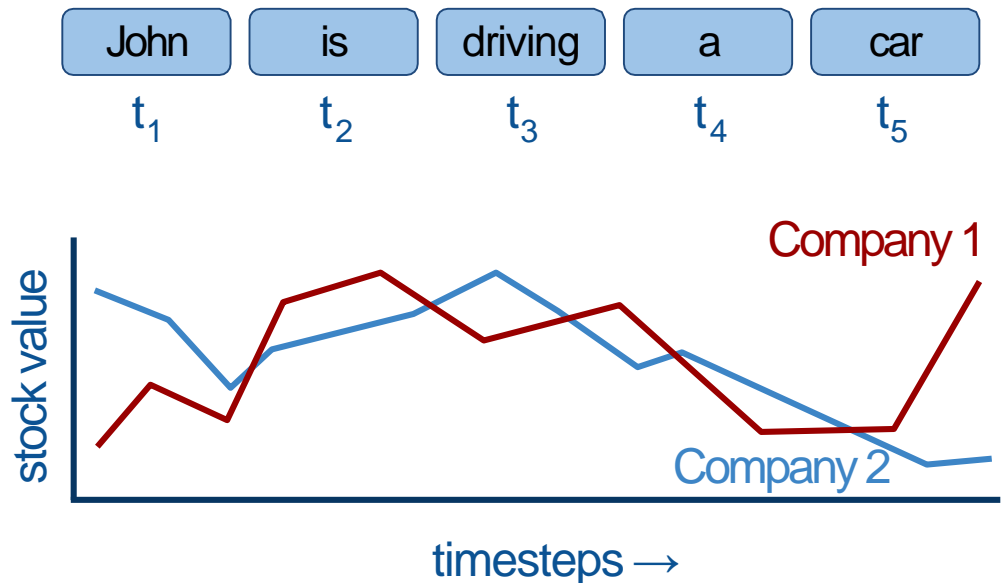 John is driving a car
t₁ t₂ t₃ t₄ t₅
Company 1
stock value
Company 2
timesteps →